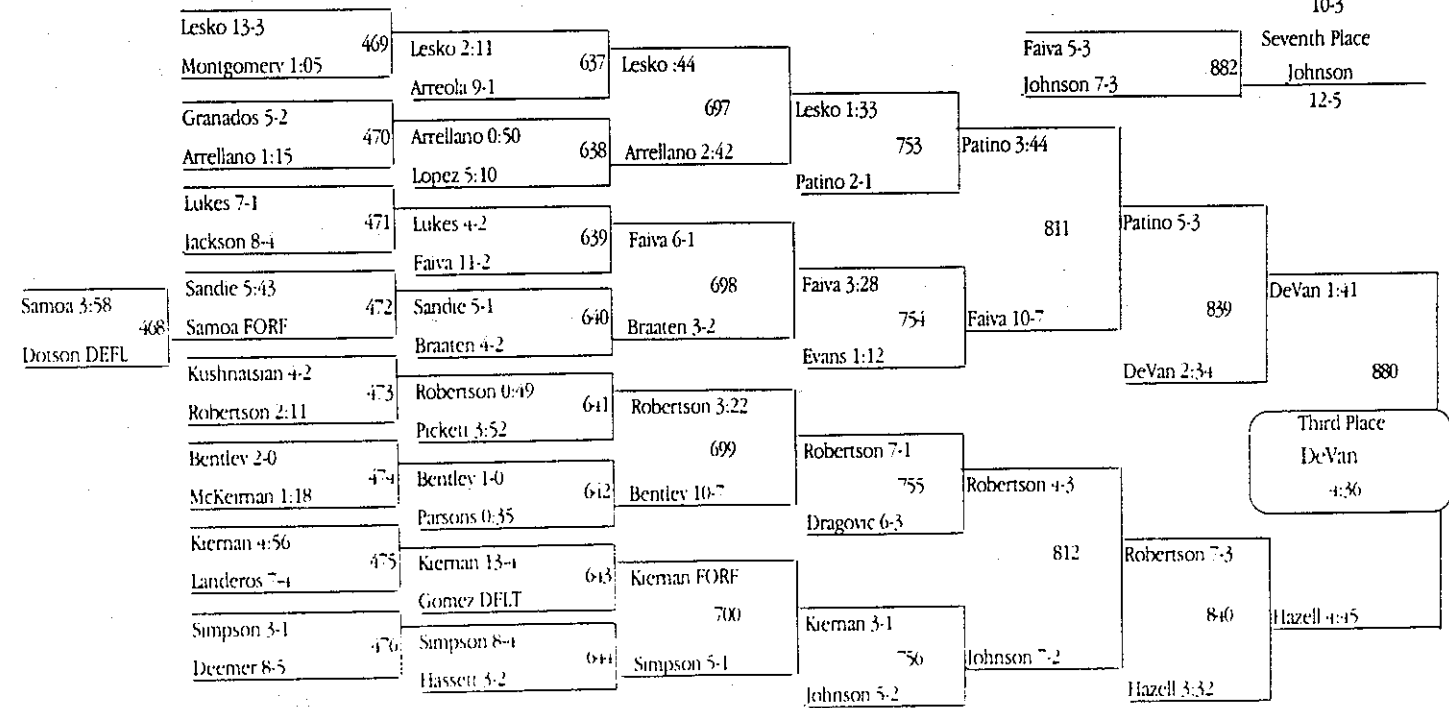 10-3
Seventh Place
Johnson
12-5
Faiva 5-3
882
Johnson 7-3
Lesko 13-3
469
Montgomery 1:05
Granados 5-2
470
Arrellano 1:15
Lukes 7-1
471
Jackson 8-4
Samoa 3:58
468
Dotson DEFL
Sandie 5:43
472
Samoa FORF
Kushnatsian 4-2
473
Robertson 2:11
Bentley 2-0
474
McKeirnan 1:18
Kiernan 4:56
475
Landeros 7-4
Simpson 3-1
476
Deemer 8-5
Lesko 2:11
637
Arreola 9-1
Arrellano 0:50
638
Lopez 5:10
Lukes 4-2
639
Faiva 11-2
Sandie 5-1
640
Braaten 4-2
Robertson 0:49
641
Pickett 3:52
Bentley 1-0
642
Parsons 0:35
Kiernan 13-4
643
Gomez DFLT
Simpson 8-4
644
Hassett 3-2
Lesko :44
697
Arrellano 2:42
Faiva 6-1
698
Braaten 3-2
Robertson 3:22
699
Bentley 10-7
Kiernan FORF
700
Simpson 5-1
Lesko 1:33
753
Patino 2-1
Faiva 3:28
754
Evans 1:12
Robertson 7-1
755
Dragovic 6-3
Kiernan 3-1
756
Johnson 5-2
Patino 3:44
811
Faiva 10-7
Robertson 4-3
812
Johnson 7-2
Patino 5-3
839
DeVan 2:34
Robertson 7-3
840
Hazell 3:32
DeVan 1:41
880
Hazell 4:45
Third Place
DeVan
4:36